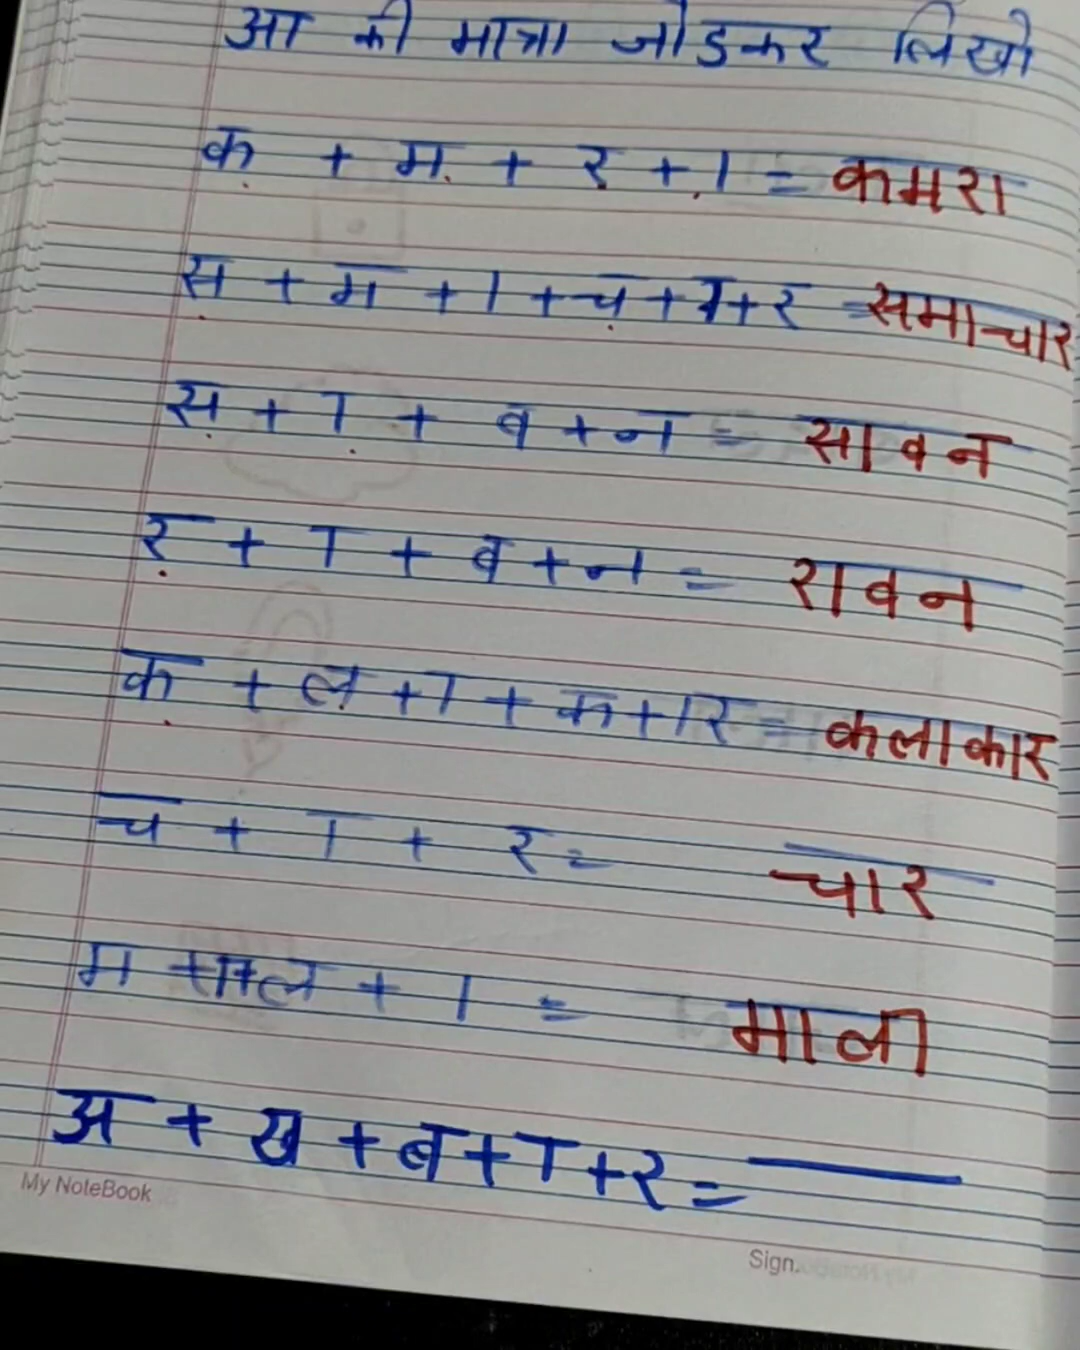 आ की मात्रा जोडकर लिखो
क + म + र + ा = कमरा
स + म + ा + च + ा + र = समाचार
स + ा + व + न = सावन
र + ा + व + न = रावन
क + ल + ा + क + ा र = कलाकार
च + ा + र = चार
म + ा + ल + ा = माला
अ + ख + ब + ा + र =
My NoteBook
Sign.